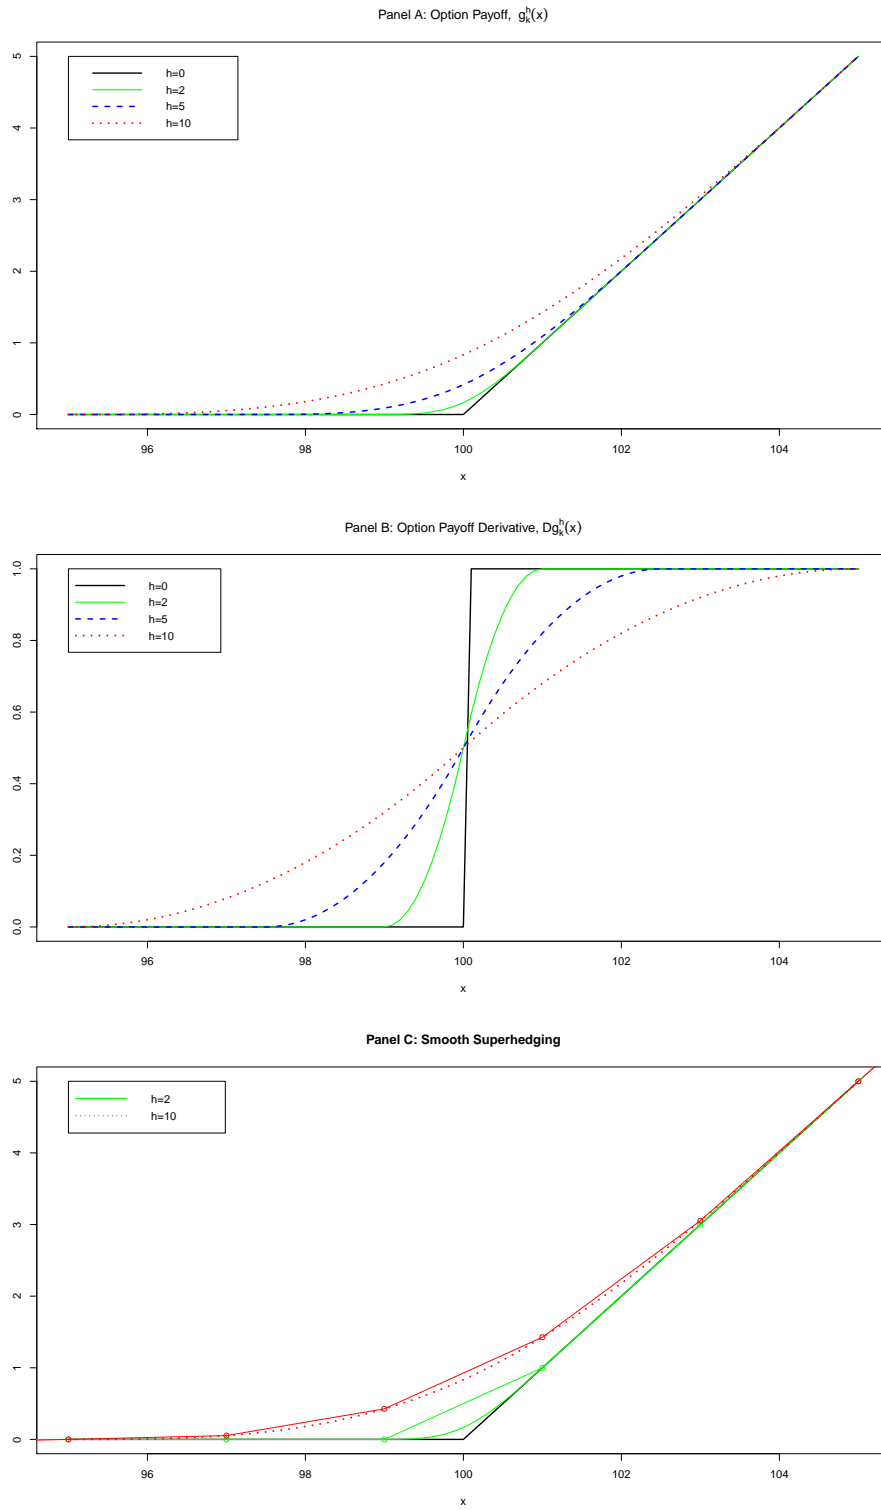 Panel A: Option Payoff, g_k^h(x)
5
4
3
2
1
0
h=0
h=2
h=5
h=10
96
98
100
102
104
x
Panel B: Option Payoff Derivative, Dg_k^h(x)
1.0
0.8
0.6
0.4
0.2
0.0
h=0
h=2
h=5
h=10
96
98
100
102
104
x
Panel C: Smooth Superhedging
5
4
3
2
1
0
h=2
h=10
96
98
100
102
104
x